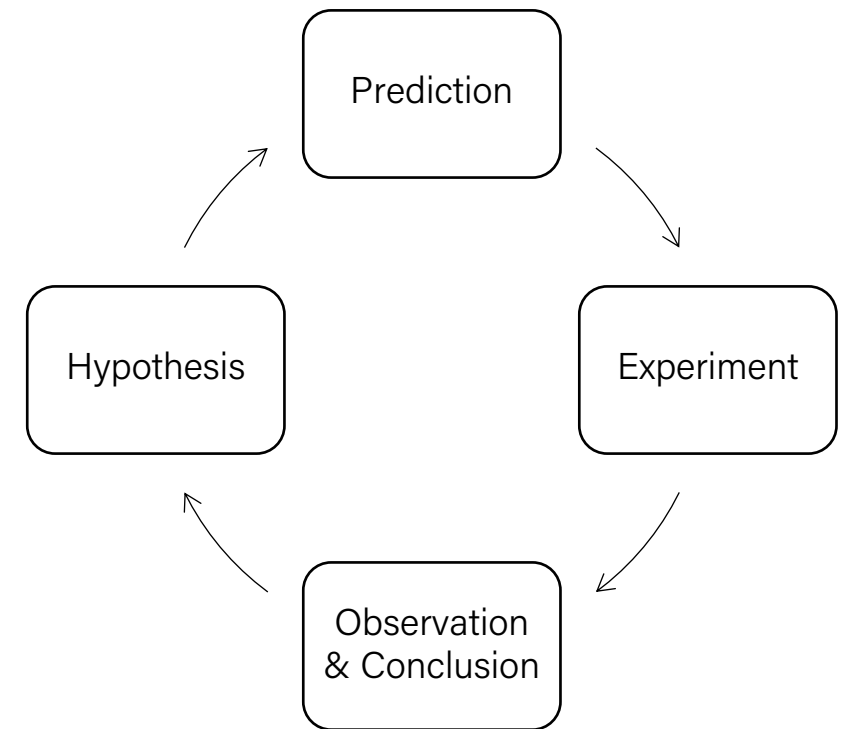 Prediction
Hypothesis
Experiment
Observation
& Conclusion